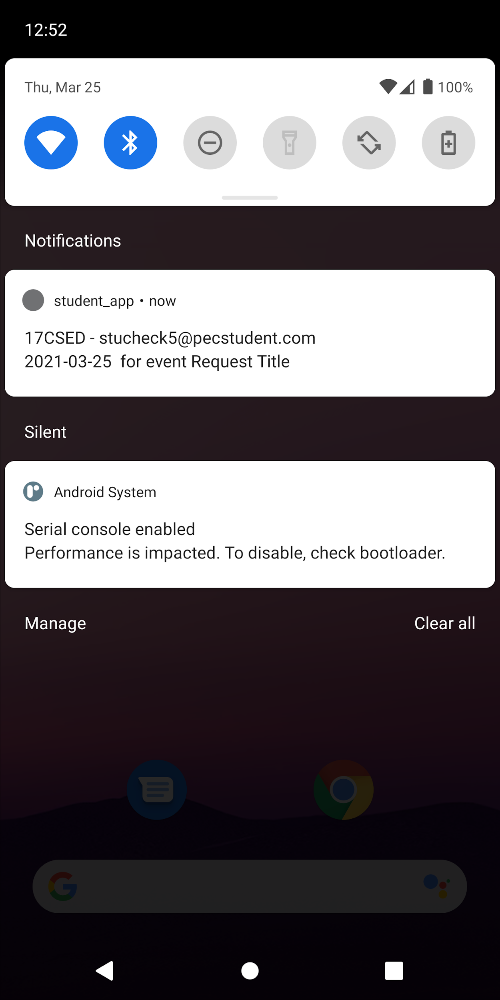 12:52
Thu, Mar 25
100%
Notifications
student_app • now
17CSED - stucheck5@pecstudent.com
2021-03-25  for event Request Title
Silent
Android System
Serial console enabled
Performance is impacted. To disable, check bootloader.
Manage
Clear all